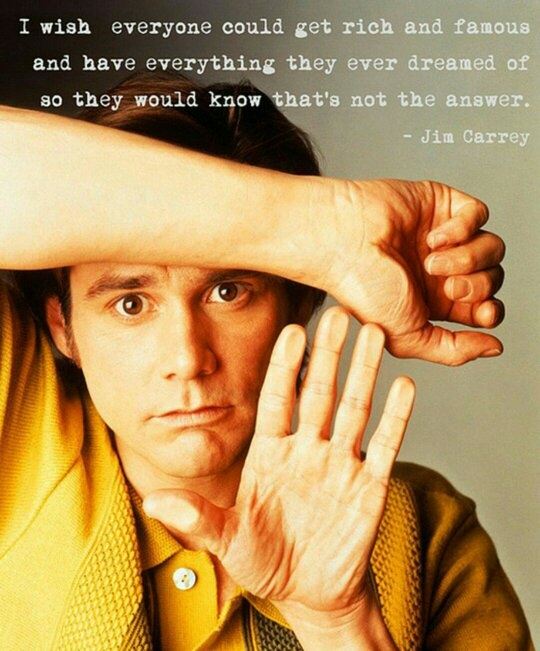 I wish everyone could get rich and famous
and have everything they ever dreamed of
so they would know that's not the answer.
- Jim Carrey